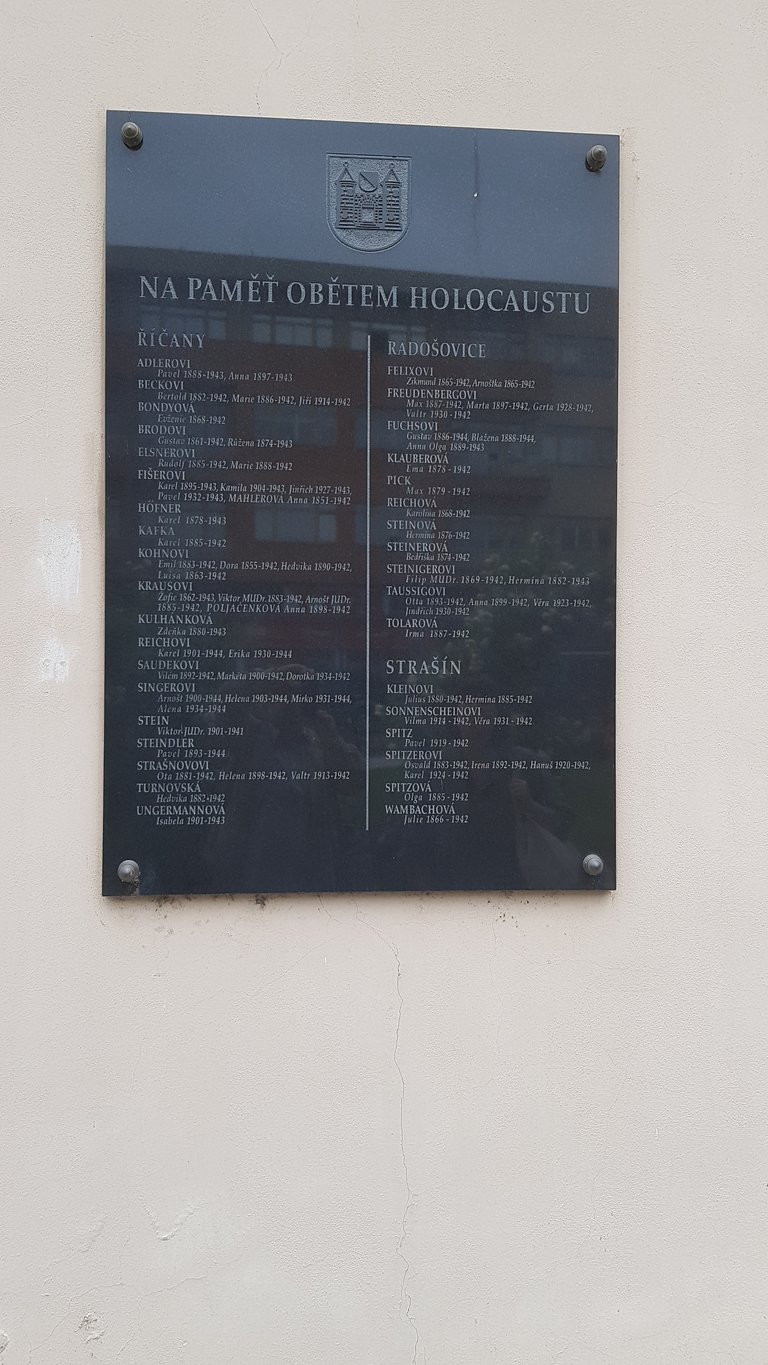 NA PAMĚŤ OBĚTEM HOLOCAUSTU
ŘÍČANY
ADLEROVI
Pavel 1888-1943, Anna 1897-1943
BECKOVI
Bertold 1882-1942, Marie 1886-1942, Jiří 1914-1942
BONDYOVÁ
Evženie 1868-1942
BRODOVI
Gustav 1861-1942, Růžena 1874-1943
ELSNEROVI
Rudolf 1885-1942, Marie 1888-1942
FIŠEROVI
Karel 1895-1943, Kamila 1904-1943, Jinřich 1927-1943,
Pavel 1932-1943, MAHLEROVÁ Anna 1851-1942
HÖFNER
Karel 1878-1943
KAFKA
Karel 1885-1942
KOHNOVI
Emil 1883-1942, Dora 1855-1942, Hedvika 1890-1942,
Luisa 1863-1942
KRAUSOVI
Žofie 1862-1943, Viktor MUDr. 1883-1942, Arnošt JUDr.
1885-1942, POLJAČENKOVÁ Anna 1898-1942
KULHÁNKOVÁ
Zdeňka 1880-1943
REICHOVI
Karel 1901-1944, Erika 1930-1944
SAUDEKOVI
Vilém 1892-1942, Markéta 1900-1942, Dorotka 1934-1942
SINGEROVI
Arnošt 1900-1944, Helena 1903-1944, Mirko 1931-1944,
Alena 1934-1944
STEIN
Viktor JUDr. 1901-1941
STEINDLER
Pavel 1893-1944
STRAŠNOVOVI
Ota 1881-1942, Helena 1898-1942, Valtr 1913-1942
TURNOVSKÁ
Hedvika 1882-1942
UNGERMANNOVÁ
Isabela 1901-1943
RADOŠOVICE
FELIXOVI
Zikmund 1865-1942, Arnoštka 1865-1942
FREUDENBERGOVI
Max 1887-1942, Marta 1897-1942, Gerta 1928-1942,
Valtr 1930-1942
FUCHSOVI
Gustav 1886-1944, Blažena 1888-1944,
Anna Olga 1889-1943
KLAUBEROVÁ
Ema 1878-1942
PICK
Max 1879-1942
REICHOVÁ
Karolína 1868-1942
STEINOVÁ
Hermína 1876-1942
STEINEROVÁ
Bedřiška 1874-1942
STEINIGEROVI
Filip MUDr. 1869-1942, Hermína 1882-1943
TAUSSIGOVI
Otta 1893-1942, Anna 1899-1942, Věra 1923-1942,
Jindřich 1930-1942
TOLAROVÁ
Irma 1887-1942
STRAŠÍN
KLEINOVI
Julius 1880-1942, Hermína 1885-1942
SONNENSCHEINOVI
Vilma 1914-1942, Věra 1931-1942
SPITZ
Pavel 1919-1942
SPITZEROVI
Osvald 1883-1942, Irena 1892-1942, Hanuš 1920-1942,
Karel 1924-1942
SPITZOVÁ
Olga 1885-1942
WAMBACHOVÁ
Julie 1866-1942